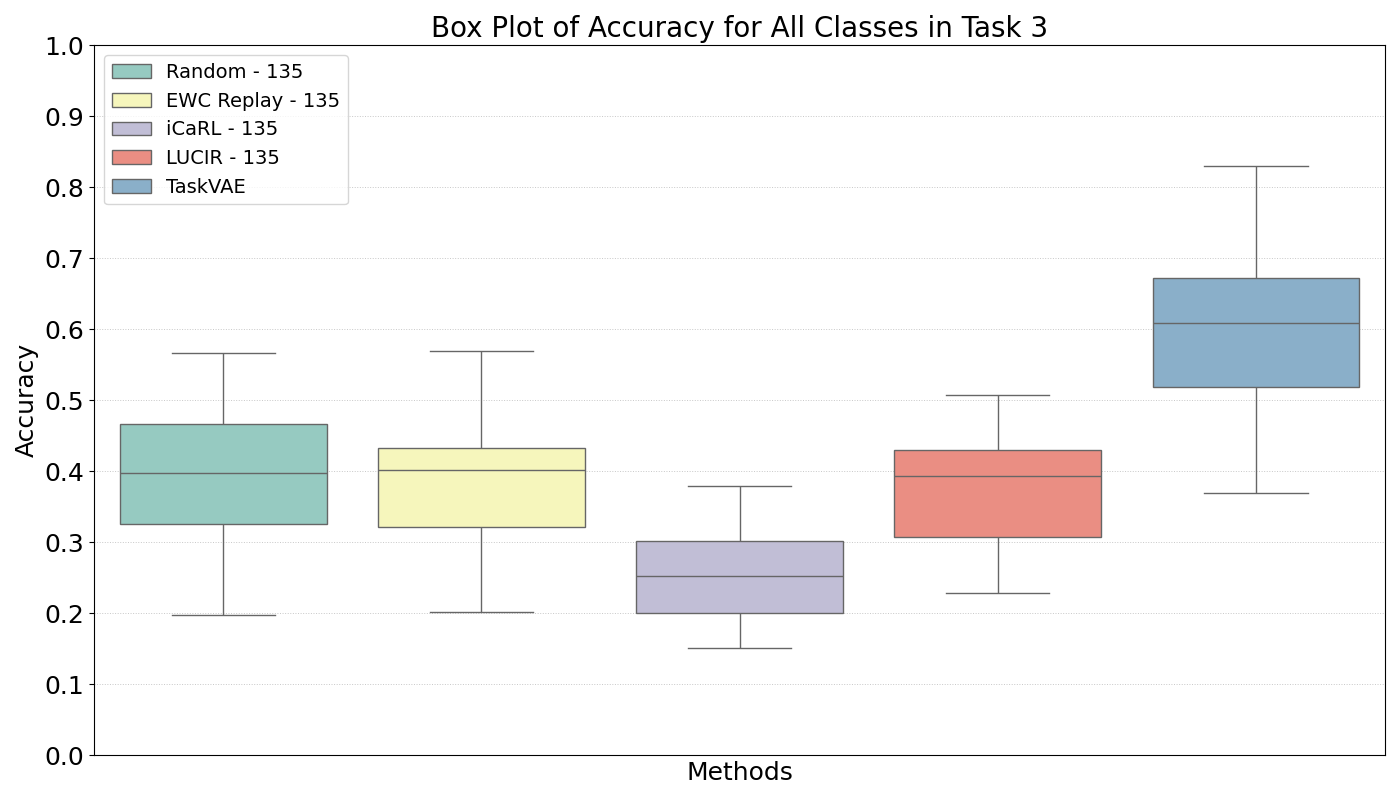 Box Plot of Accuracy for All Classes in Task 3
1.0
0.9
0.8
0.7
0.6
0.5
0.4
0.3
0.2
0.1
0.0
Accuracy
Random - 135
EWC Replay - 135
iCaRL - 135
LUCIR - 135
TaskVAE
Methods